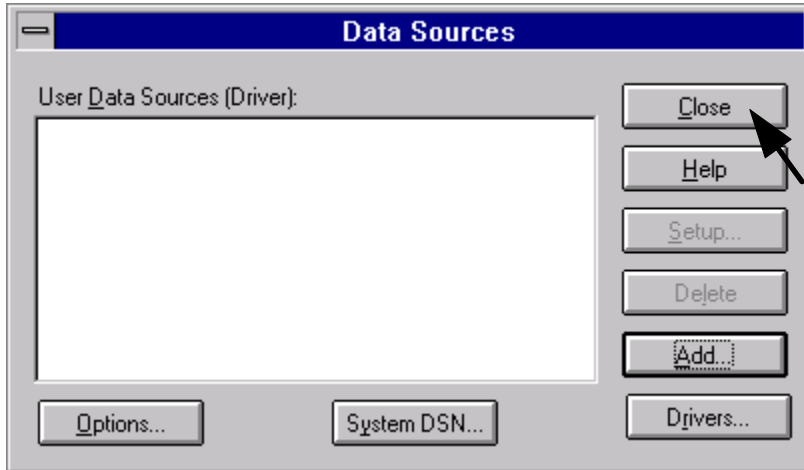 Data Sources
User Data Sources (Driver):
Close
Help
Setup...
Delete
Add...
Options...
System DSN...
Drivers...